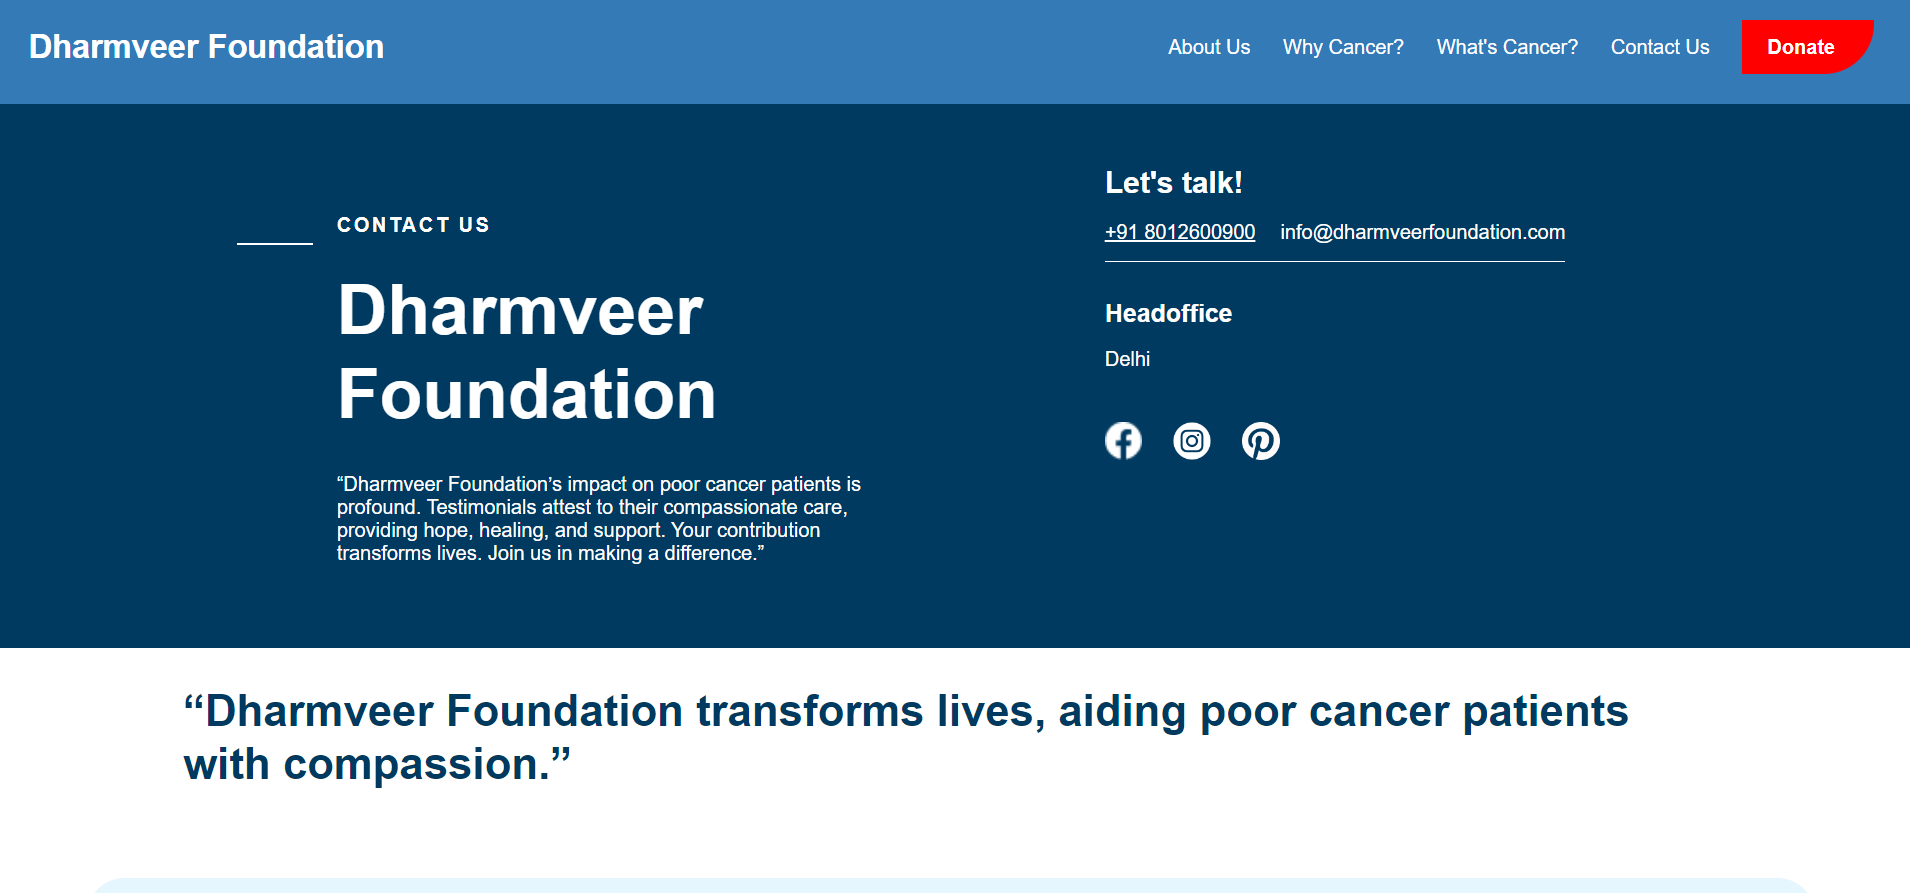 Dharmveer Foundation
About Us
Why Cancer?
What's Cancer?
Contact Us
Donate
CONTACT US
Dharmveer
Foundation
“Dharmveer Foundation’s impact on poor cancer patients is
profound. Testimonials attest to their compassionate care,
providing hope, healing, and support. Your contribution
transforms lives. Join us in making a difference.”
Let's talk!
+91 8012600900 info@dharmveerfoundation.com
Headoffice
Delhi
“Dharmveer Foundation transforms lives, aiding poor cancer patients
with compassion.”